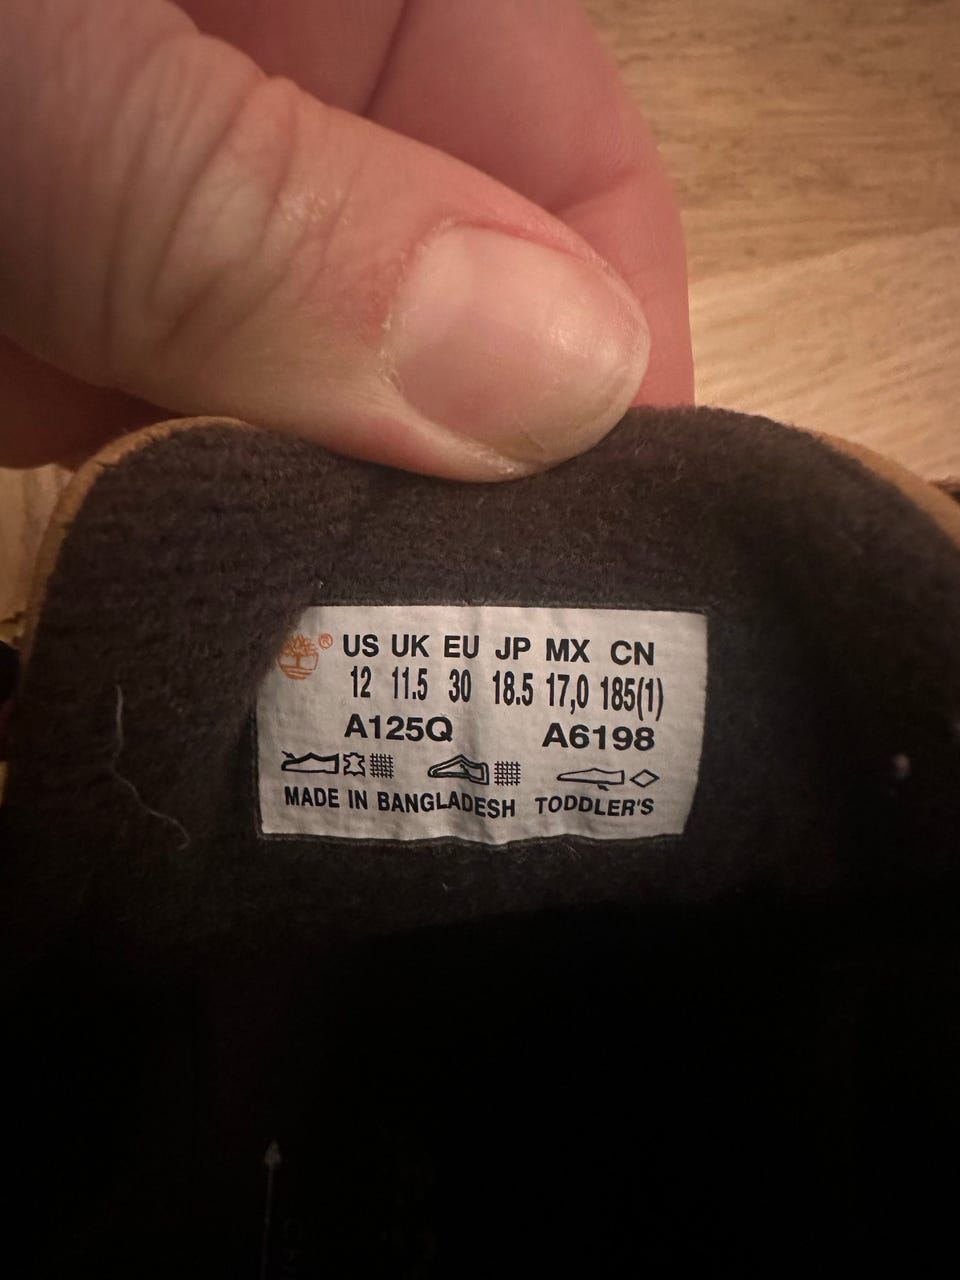 ® US UK EU JP MX CN
12 11.5 30 18.5 17,0 185(1)
A125Q A6198
MADE IN BANGLADESH TODDLER'S